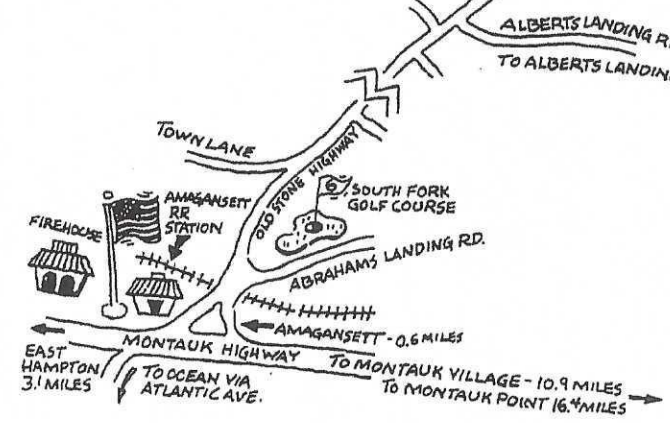 ALBERTS LANDING R
TO ALBERTS LANDING
TOWN LANE
OLD STONE HIGHWAY
6
SOUTH FORK
GOLF COURSE
AMAGANSETT
RR
STATION
FIREHOUSE
ABRAHAMS LANDING RD.
AMAGANSETT - 0.6 MILES
MONTAUK HIGHWAY
EAST
HAMPTON
3.1 MILES
TO OCEAN VIA
ATLANTIC AVE.
TO MONTAUK VILLAGE - 10.9 MILES
TO MONTAUK POINT 16.4 MILES